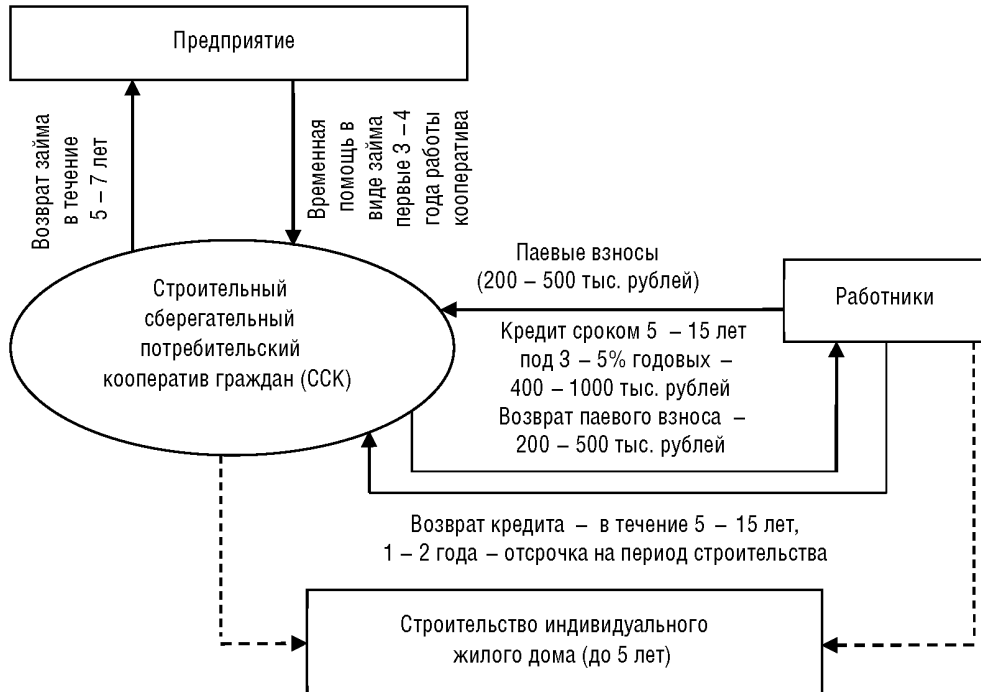 Предприятие
Возврат займа
в течение
5 – 7 лет
Временная
помощь в
виде займа
первые 3 – 4
года работы
кооператива
Строительный
сберегательный
потребительский
кооператив граждан (ССК)
Паевые взносы
(200 – 500 тыс. рублей)
Работники
Кредит сроком 5 – 15 лет
под 3 – 5% годовых –
400 – 1000 тыс. рублей
Возврат паевого взноса –
200 – 500 тыс. рублей
Возврат кредита – в течение 5 – 15 лет,
1 – 2 года – отсрочка на период строительства
Строительство индивидуального
жилого дома (до 5 лет)